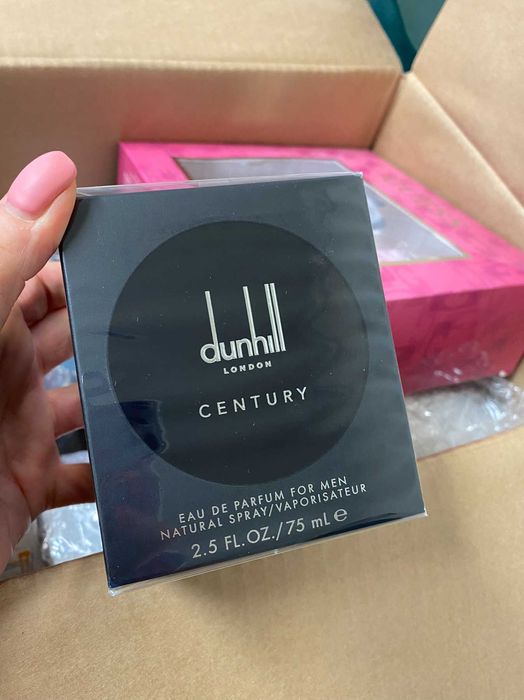 dunhill
LONDON
CENTURY
EAU DE PARFUM FOR MEN
NATURAL SPRAY/VAPORISATEUR
2.5 FL.OZ./75 mL ℮